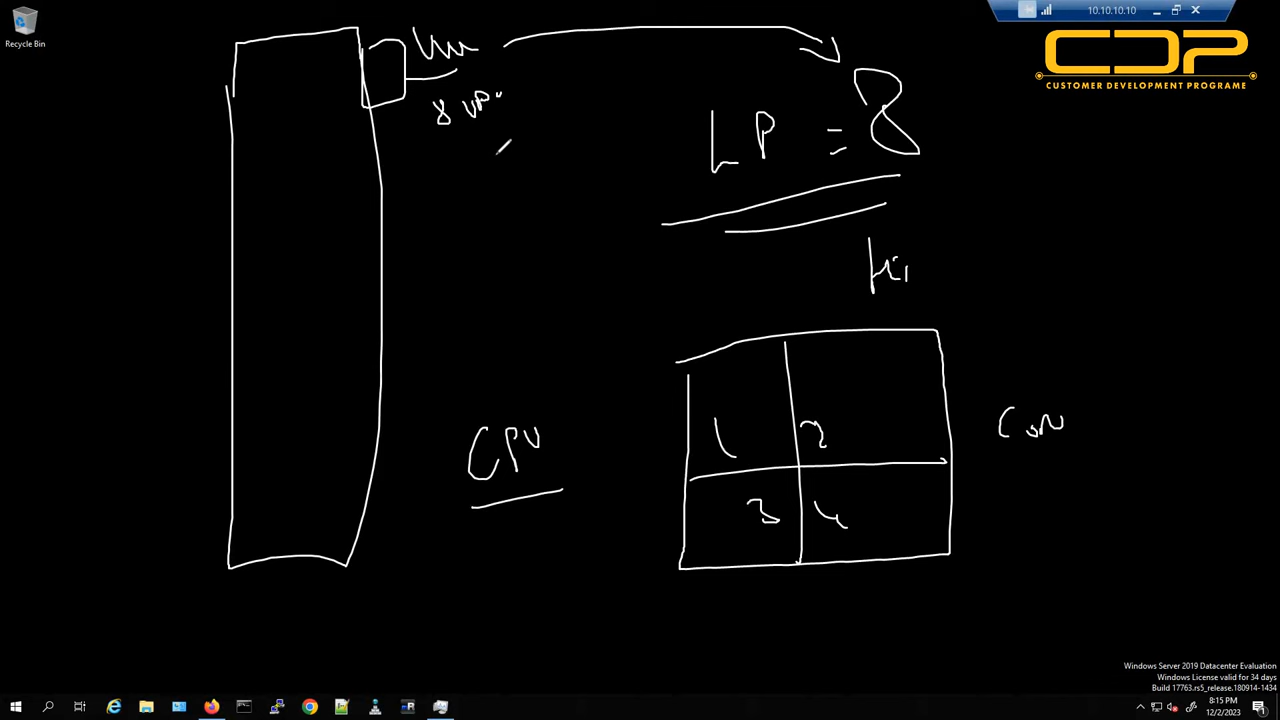 Recycle Bin
10.10.10.10
CDP
CUSTOMER DEVELOPMENT PROGRAME
8 VP
LP = 8
CPU
1 2
3 4
Windows Server 2019 Datacenter Evaluation
Windows License valid for 34 days
Build 17763.rs5_release.180914-1434
8:15 PM
12/2/2023